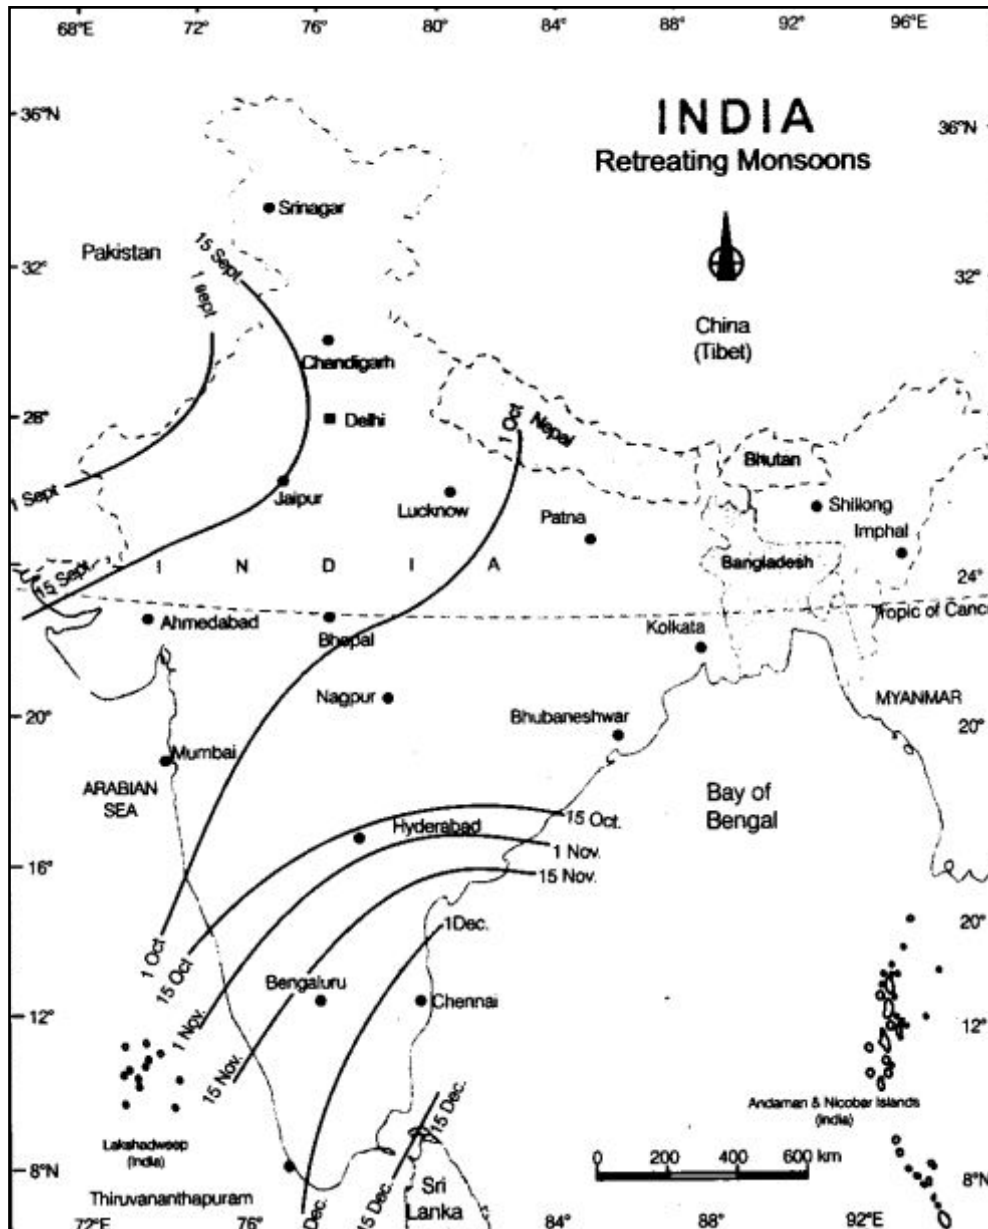 68°E 72° 76° 80° 84° 88° 92° 96°E
36°N
INDIA
36°N
Retreating Monsoons
Srinagar
15 Sept
Pakistan
32°
1 sept
32°
China
(Tibet)
Chandigarh
28°
Delhi
1 Oct
Nepal
28°
Bhutan
1 Sept
Jaipur
Lucknow
Patna
Shillong
Imphal
15 Sept
I N D I A
Bangladesh
24°
Tropic of Canc
Ahmedabad
Bhopal
Kolkata
Nagpur
MYANMAR
20°
Bhubaneshwar
20°
Mumbai
ARABIAN
SEA
Bay of
Bengal
Hyderabad
15 Oct.
1 Nov.
16°
15 Nov.
1Dec.
20°
1 Oct
15 Oct
Bengaluru
Chennai
12°
1 Nov.
12°
15 Nov.
15 Dec.
Andaman & Nicobar Islands
(India)
Lakshadweep
(India)
0 200 400 600 km
8°N
8°N
Thiruvananthapuram
15 Dec.
Sri
Lanka
72°E 76° Dec. 84° 88° 92°E